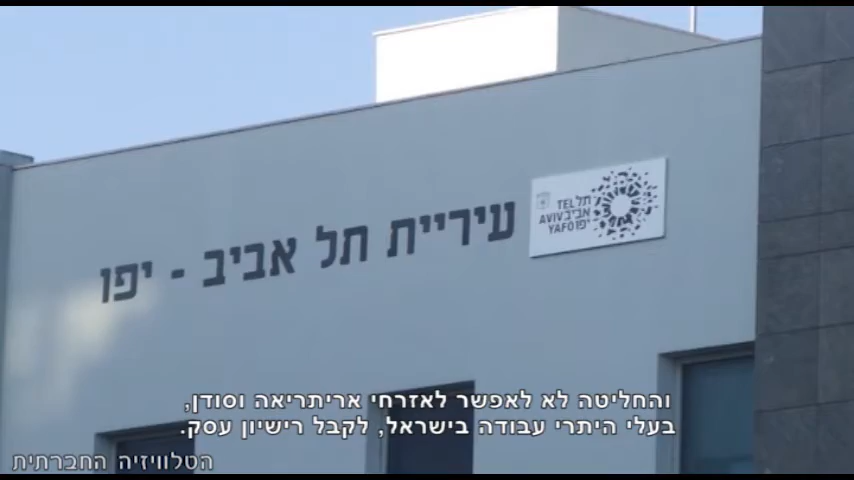 עיריית תל אביב - יפו
תל TEL
אביב AVIV
יפו YAFO
והחליטה לא לאפשר לאזרחי אריתריאה וסודן,
בעלי היתרי עבודה בישראל, לקבל רישיון עסק.
הטלוויזיה החברתית